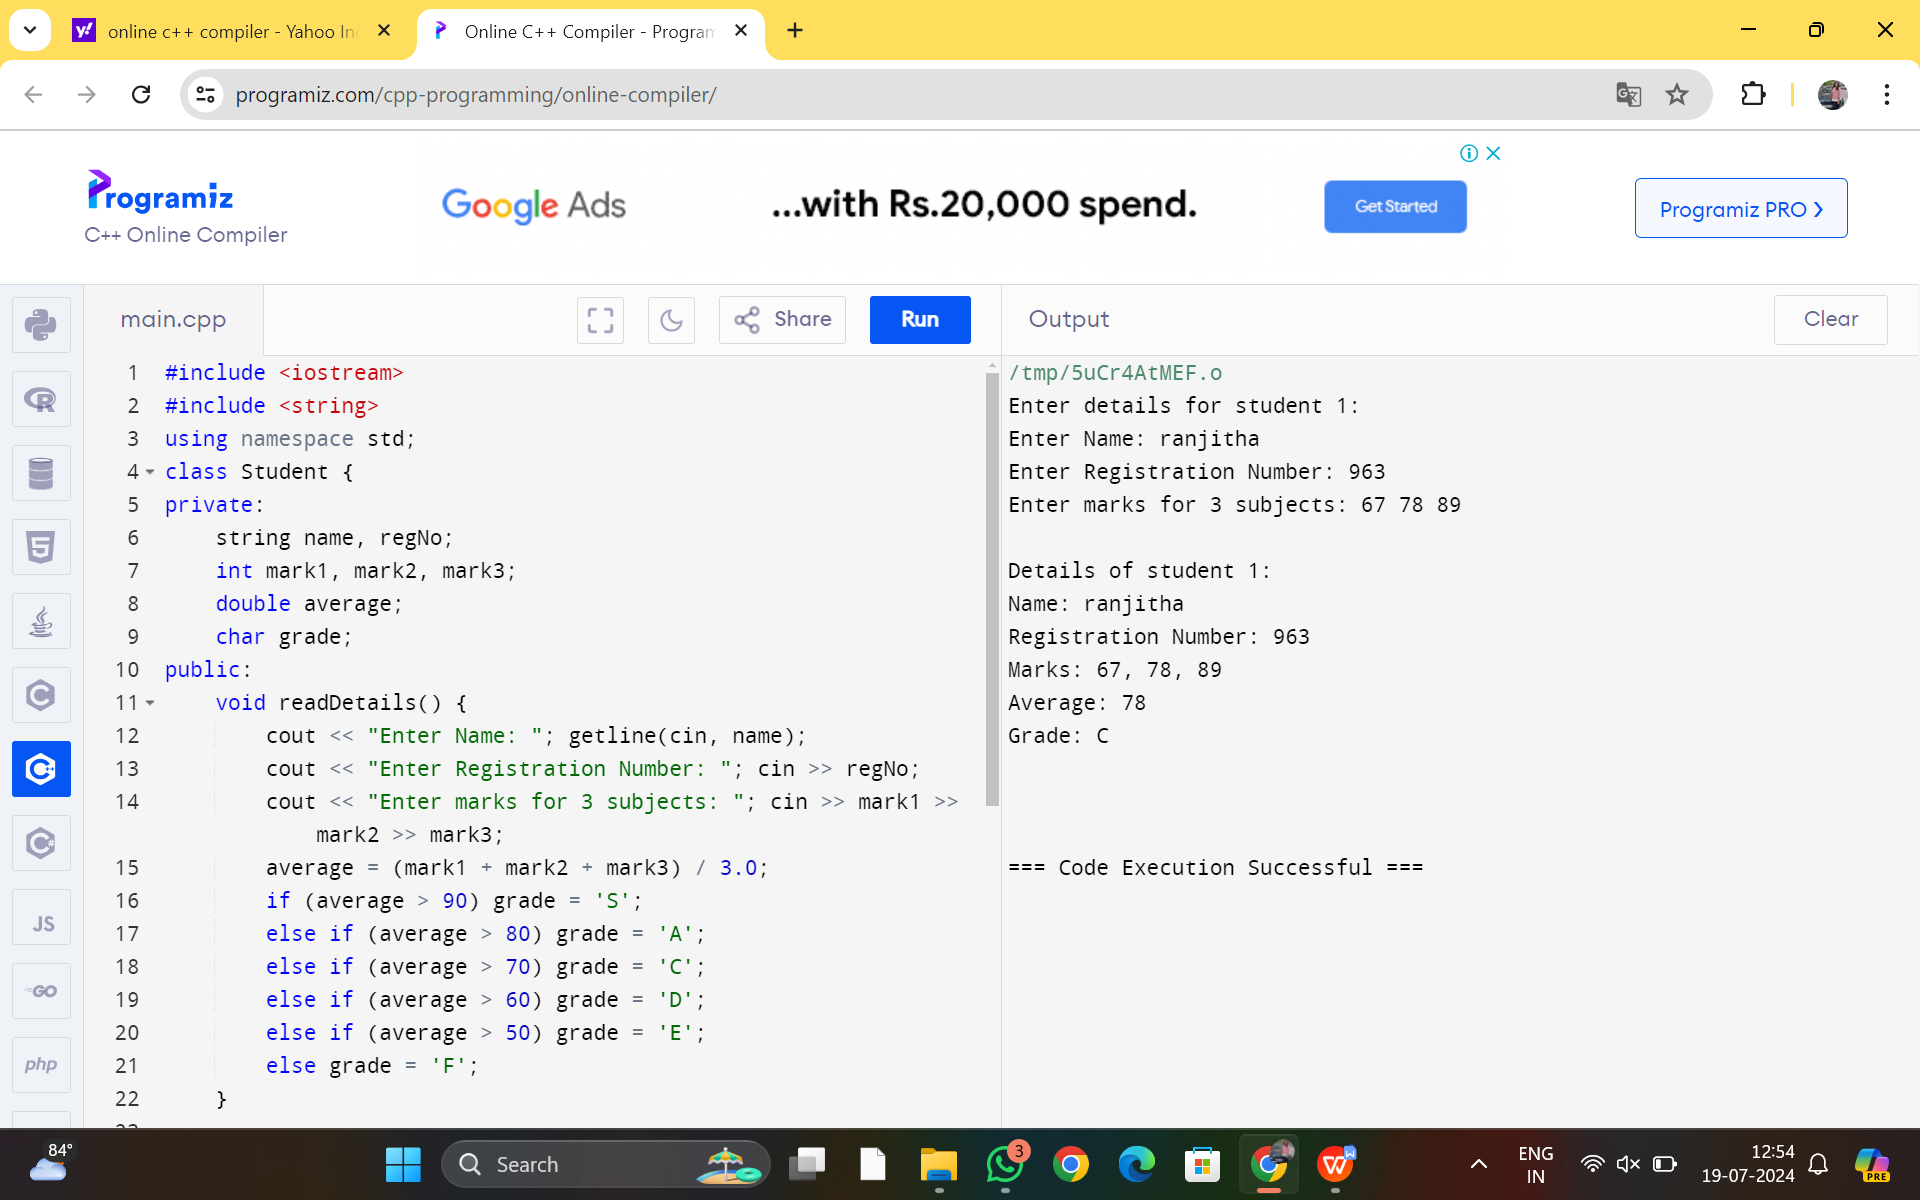 online c++ compiler - Yahoo In
Online C++ Compiler - Program
programiz.com/cpp-programming/online-compiler/
Programiz
C++ Online Compiler
Google Ads
...with Rs.20,000 spend.
Get Started
Programiz PRO
main.cpp
Share
Run
Output
Clear
1 #include <iostream>
2 #include <string>
3 using namespace std;
4 class Student {
5 private:
6 string name, regNo;
7 int mark1, mark2, mark3;
8 double average;
9 char grade;
10 public:
11 void readDetails() {
12 cout << "Enter Name: "; getline(cin, name);
13 cout << "Enter Registration Number: "; cin >> regNo;
14 cout << "Enter marks for 3 subjects: "; cin >> mark1 >>
mark2 >> mark3;
15 average = (mark1 + mark2 + mark3) / 3.0;
16 if (average > 90) grade = 'S';
17 else if (average > 80) grade = 'A';
18 else if (average > 70) grade = 'C';
19 else if (average > 60) grade = 'D';
20 else if (average > 50) grade = 'E';
21 else grade = 'F';
22 }
/tmp/5uCr4AtMEF.o
Enter details for student 1:
Enter Name: ranjitha
Enter Registration Number: 963
Enter marks for 3 subjects: 67 78 89
Details of student 1:
Name: ranjitha
Registration Number: 963
Marks: 67, 78, 89
Average: 78
Grade: C
=== Code Execution Successful ===
JS
GO
php
84°
Search
3
ENG
IN
12:54
19-07-2024
PRE